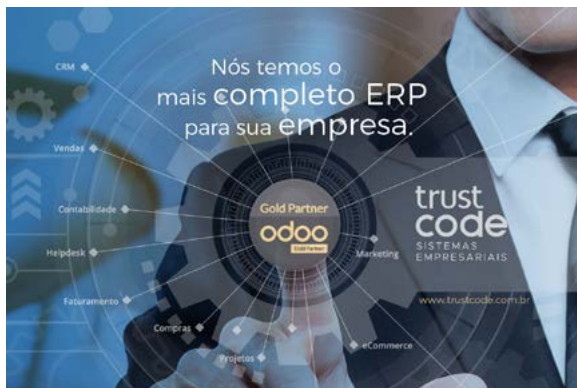 Nós temos o
mais completo ERP
para sua empresa.
CRM
Vendas
Contabilidade
Helpdesk
Faturamento
Compras
Projetos
eCommerce
Marketing
Gold Partner
odoo
Gold Partner
trust
code
SISTEMAS
EMPRESARIAIS
www.trustcode.com.br